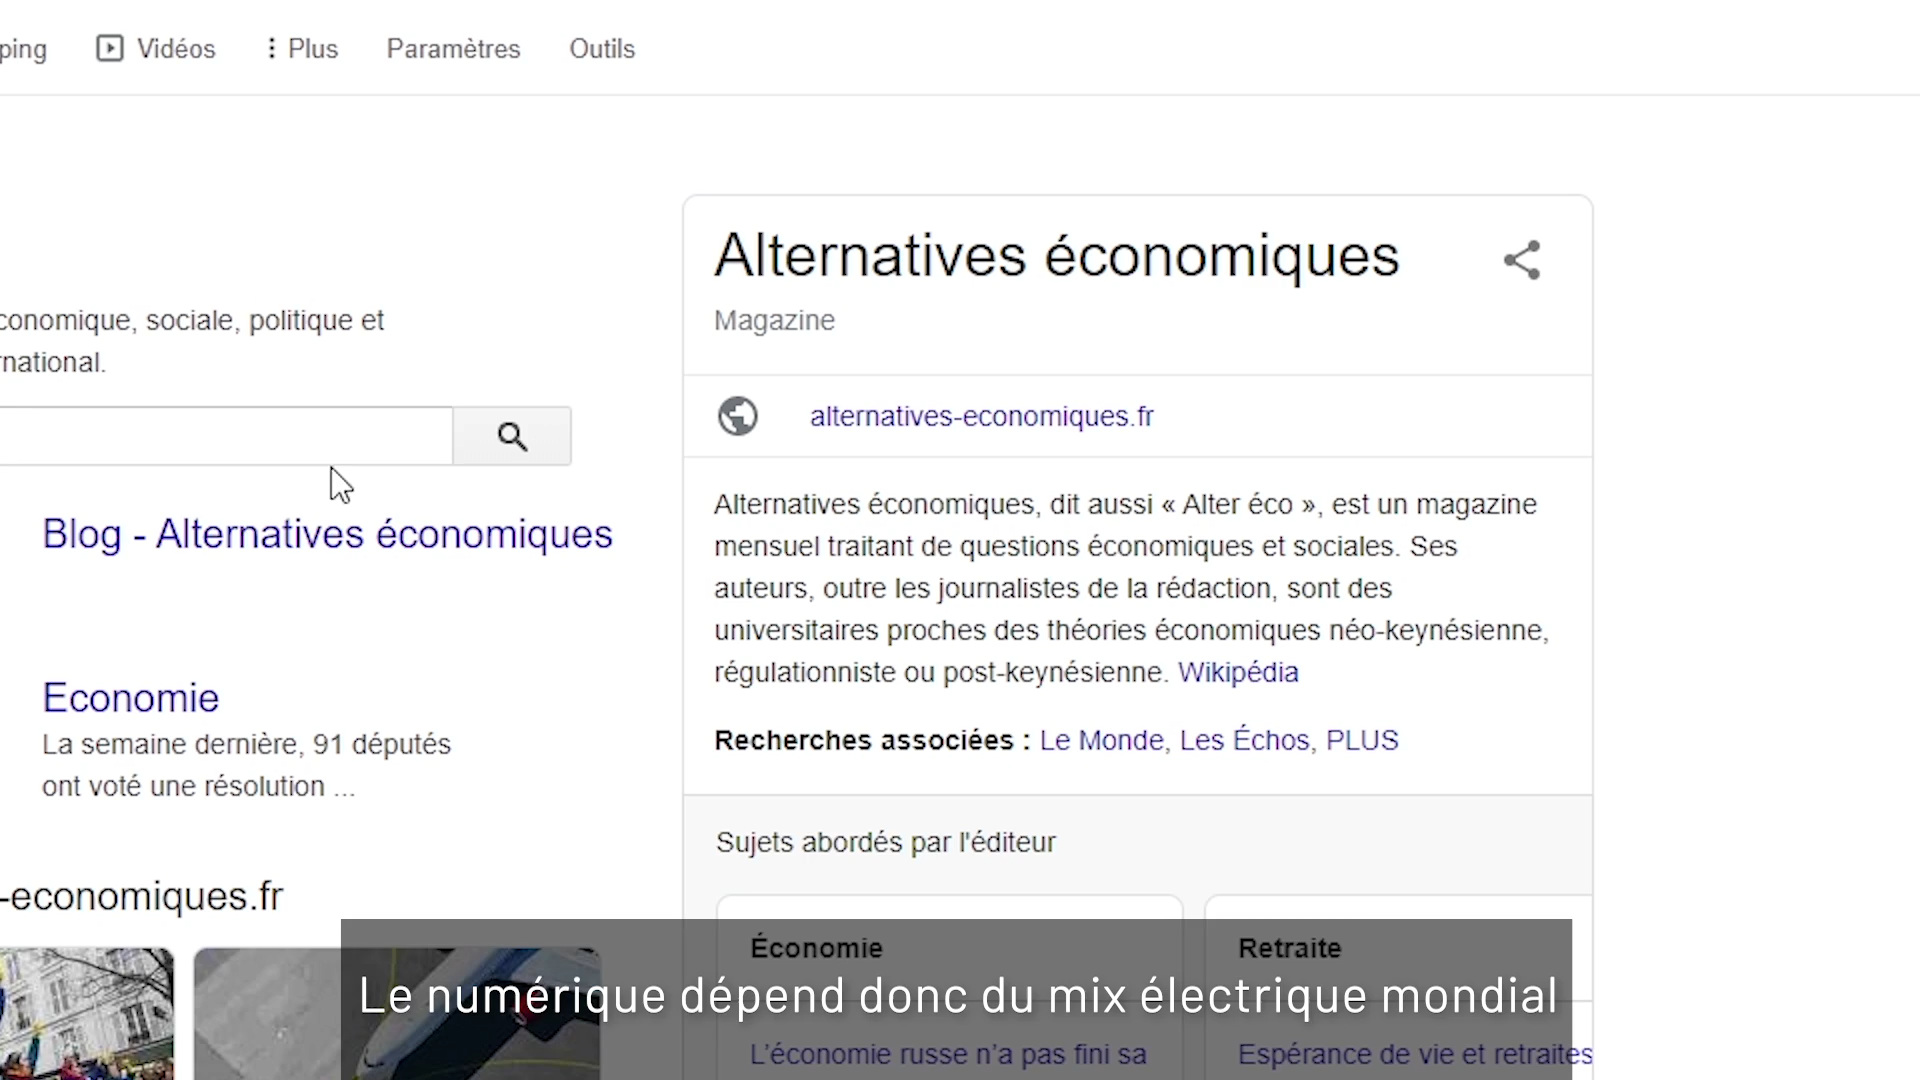 ping
Vidéos
Plus
Paramètres
Outils
conomique, sociale, politique et
national.
Blog - Alternatives économiques
Economie
La semaine dernière, 91 députés
ont voté une résolution ...
-economiques.fr
Alternatives économiques
Magazine
alternatives-economiques.fr
Alternatives économiques, dit aussi « Alter éco », est un magazine
mensuel traitant de questions économiques et sociales. Ses
auteurs, outre les journalistes de la rédaction, sont des
universitaires proches des théories économiques néo-keynésienne,
régulationniste ou post-keynésienne. Wikipédia
Recherches associées : Le Monde, Les Échos, PLUS
Sujets abordés par l'éditeur
Économie
L'économie russe n'a pas fini sa
Retraite
Espérance de vie et retraites
Le numérique dépend donc du mix électrique mondial